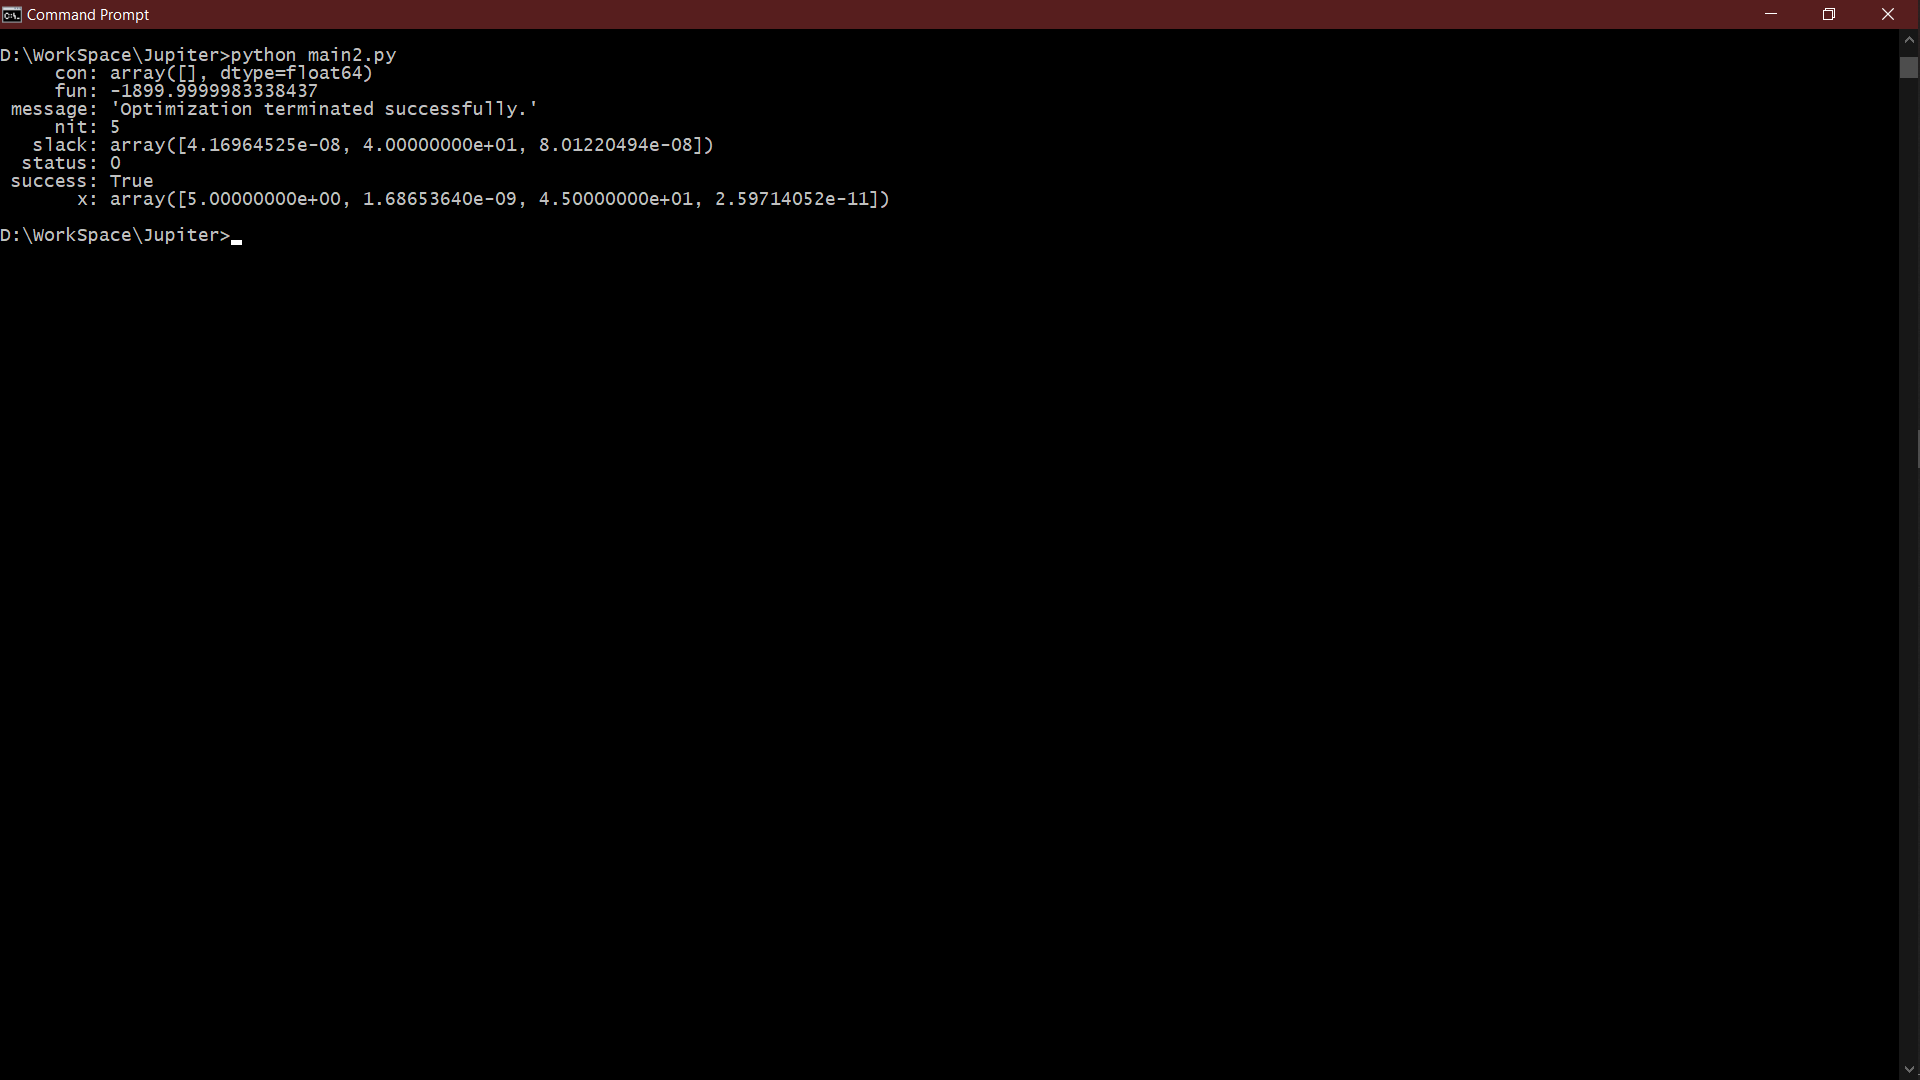 Command Prompt
D:\WorkSpace\Jupiter>python main2.py
     con: array([], dtype=float64)
     fun: -1899.9999983338437
 message: 'Optimization terminated successfully.'
     nit: 5
   slack: array([4.16964525e-08, 4.00000000e+01, 8.01220494e-08])
  status: 0
 success: True
       x: array([5.00000000e+00, 1.68653640e-09, 4.50000000e+01, 2.59714052e-11])
D:\WorkSpace\Jupiter>